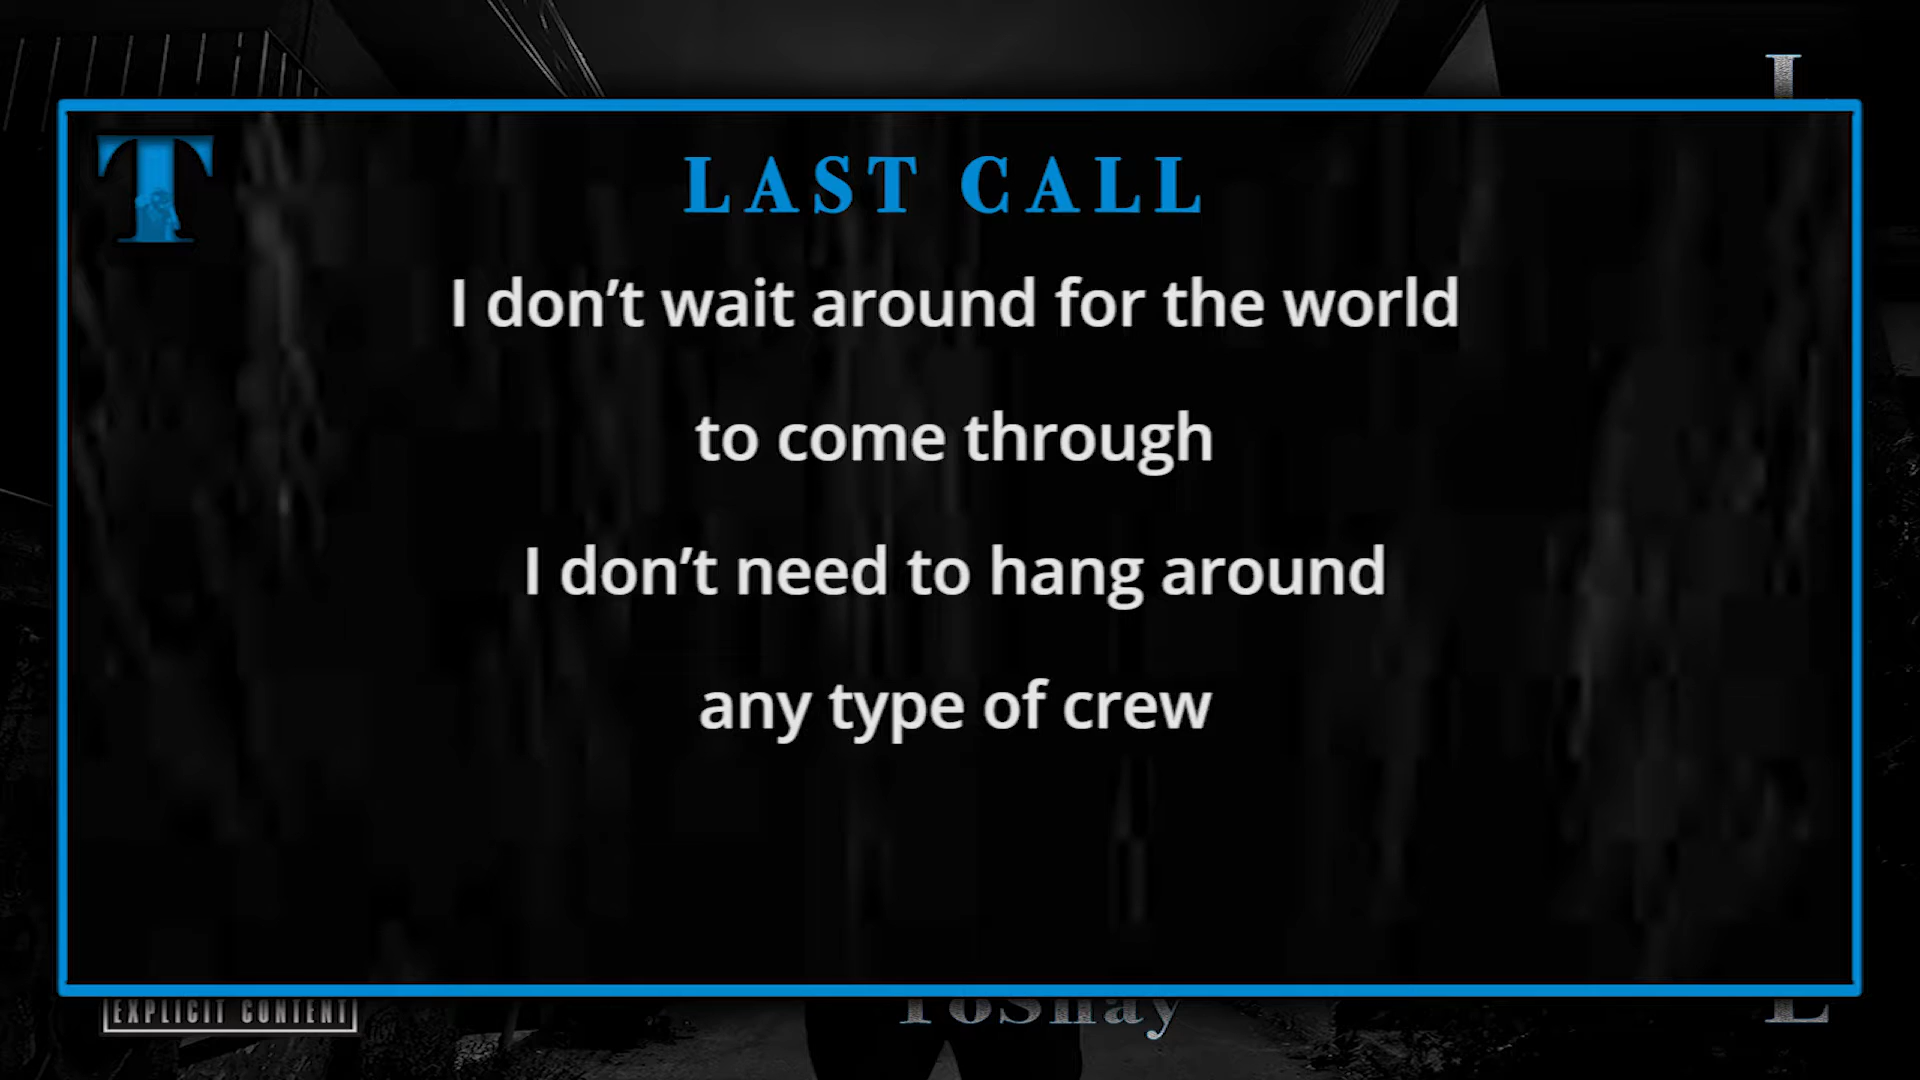 T
LAST CALL
I don’t wait around for the world
to come through
I don’t need to hang around
any type of crew
EXPLICIT CONTENT
ToShay